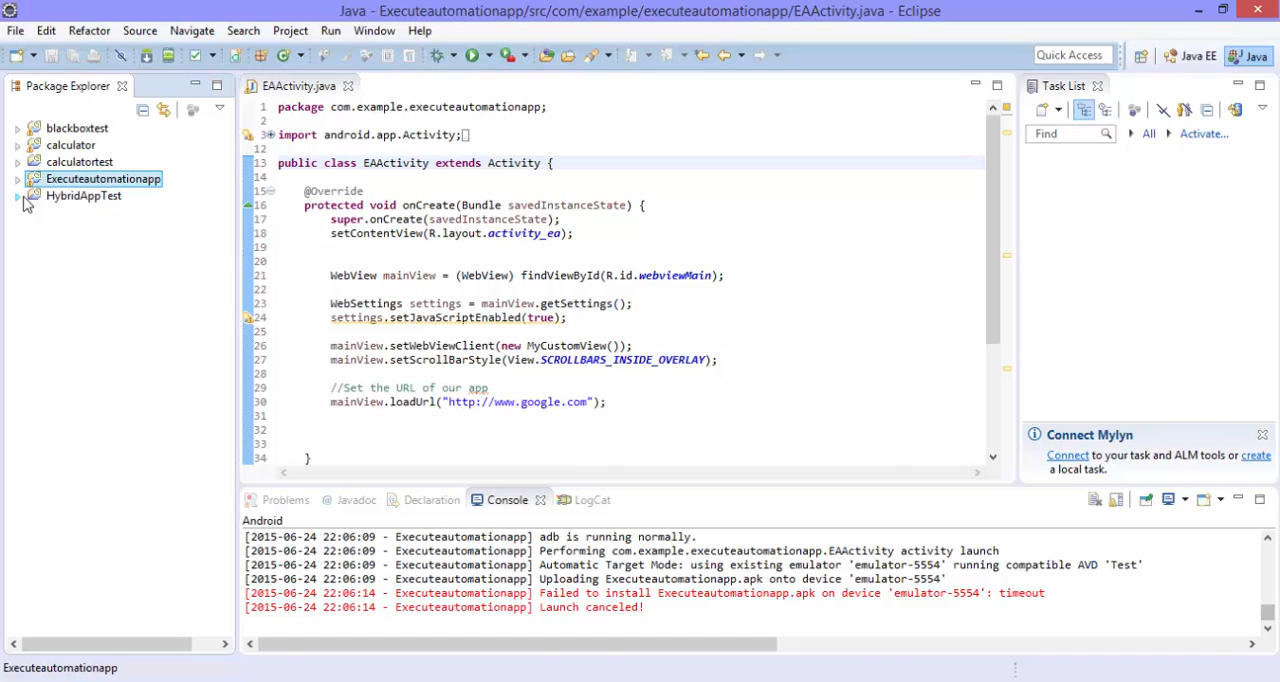 Java - Executeautomationapp/src/com/example/executeautomationapp/EAActivity.java - Eclipse
File Edit Refactor Source Navigate Search Project Run Window Help
Quick Access
Java EE
Java
Package Explorer
blackboxtest
calculator
calculatortest
Executeautomationapp
HybridAppTest
EAActivity.java
1 package com.example.executeautomationapp;
2
3 import android.app.Activity;
12
13 public class EAActivity extends Activity {
14
15 @Override
16 protected void onCreate(Bundle savedInstanceState) {
17 super.onCreate(savedInstanceState);
18 setContentView(R.layout.activity_ea);
19
20
21 WebView mainView = (WebView) findViewById(R.id.webviewMain);
22
23 WebSettings settings = mainView.getSettings();
24 settings.setJavaScriptEnabled(true);
25
26 mainView.setWebViewClient(new MyCustomView());
27 mainView.setScrollBarStyle(View.SCROLLBARS_INSIDE_OVERLAY);
28
29 //Set the URL of our app
30 mainView.loadUrl("http://www.google.com");
31
32
33
34 }
Task List
Find
All
Activate...
Connect Mylyn
Connect to your task and ALM tools or create
a local task.
Problems Javadoc Declaration Console LogCat
Android
[2015-06-24 22:06:09 - Executeautomationapp] adb is running normally.
[2015-06-24 22:06:09 - Executeautomationapp] Performing com.example.executeautomationapp.EAActivity activity launch
[2015-06-24 22:06:09 - Executeautomationapp] Automatic Target Mode: using existing emulator 'emulator-5554' running compatible AVD 'Test'
[2015-06-24 22:06:09 - Executeautomationapp] Uploading Executeautomationapp.apk onto device 'emulator-5554'
[2015-06-24 22:06:14 - Executeautomationapp] Failed to install Executeautomationapp.apk on device 'emulator-5554': timeout
[2015-06-24 22:06:14 - Executeautomationapp] Launch canceled!
Executeautomationapp